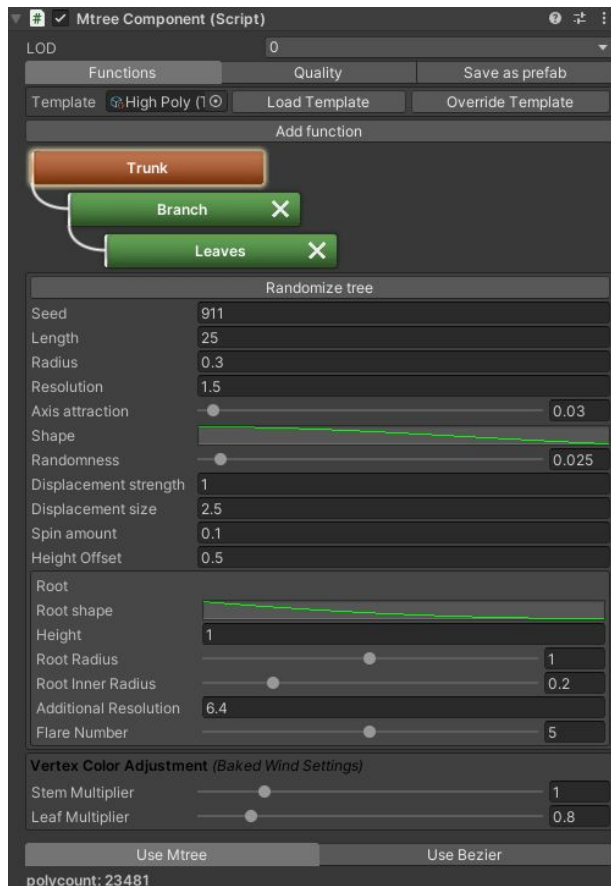 # Mtree Component (Script)
LOD 0
Functions Quality Save as prefab
Template High Poly (T Load Template Override Template
Add function
Trunk
Branch
Leaves
Randomize tree
Seed 911
Length 25
Radius 0.3
Resolution 1.5
Axis attraction 0.03
Shape
Randomness 0.025
Displacement strength 1
Displacement size 2.5
Spin amount 0.1
Height Offset 0.5
Root
Root shape
Height 1
Root Radius 1
Root Inner Radius 0.2
Additional Resolution 6.4
Flare Number 5
Vertex Color Adjustment (Baked Wind Settings)
Stem Multiplier 1
Leaf Multiplier 0.8
Use Mtree Use Bezier
polycount: 23481